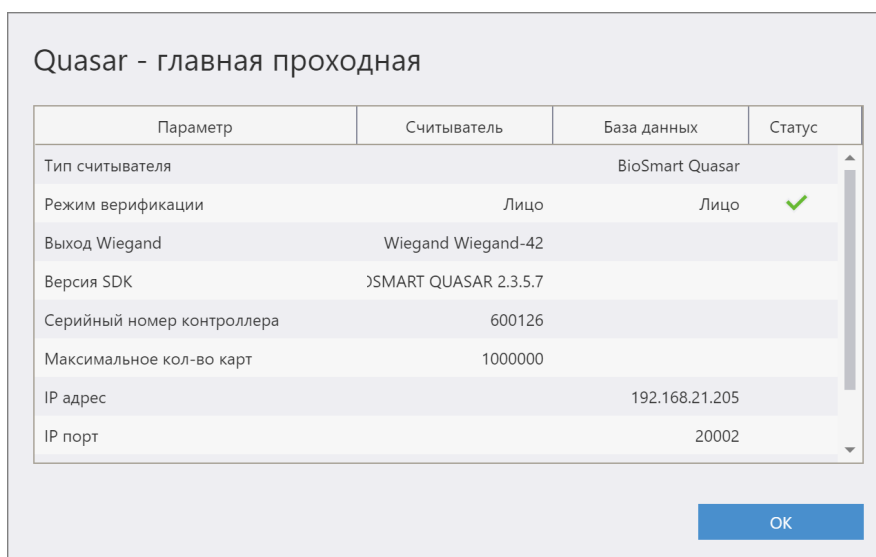 Quasar - главная проходная
Параметр Считыватель База данных Статус
Тип считывателя BioSmart Quasar
Режим верификации Лицо Лицо
Выход Wiegand Wiegand Wiegand-42
Версия SDK OSMART QUASAR 2.3.5.7
Серийный номер контроллера 600126
Максимальное кол-во карт 1000000
IP адрес 192.168.21.205
IP порт 20002
ОК